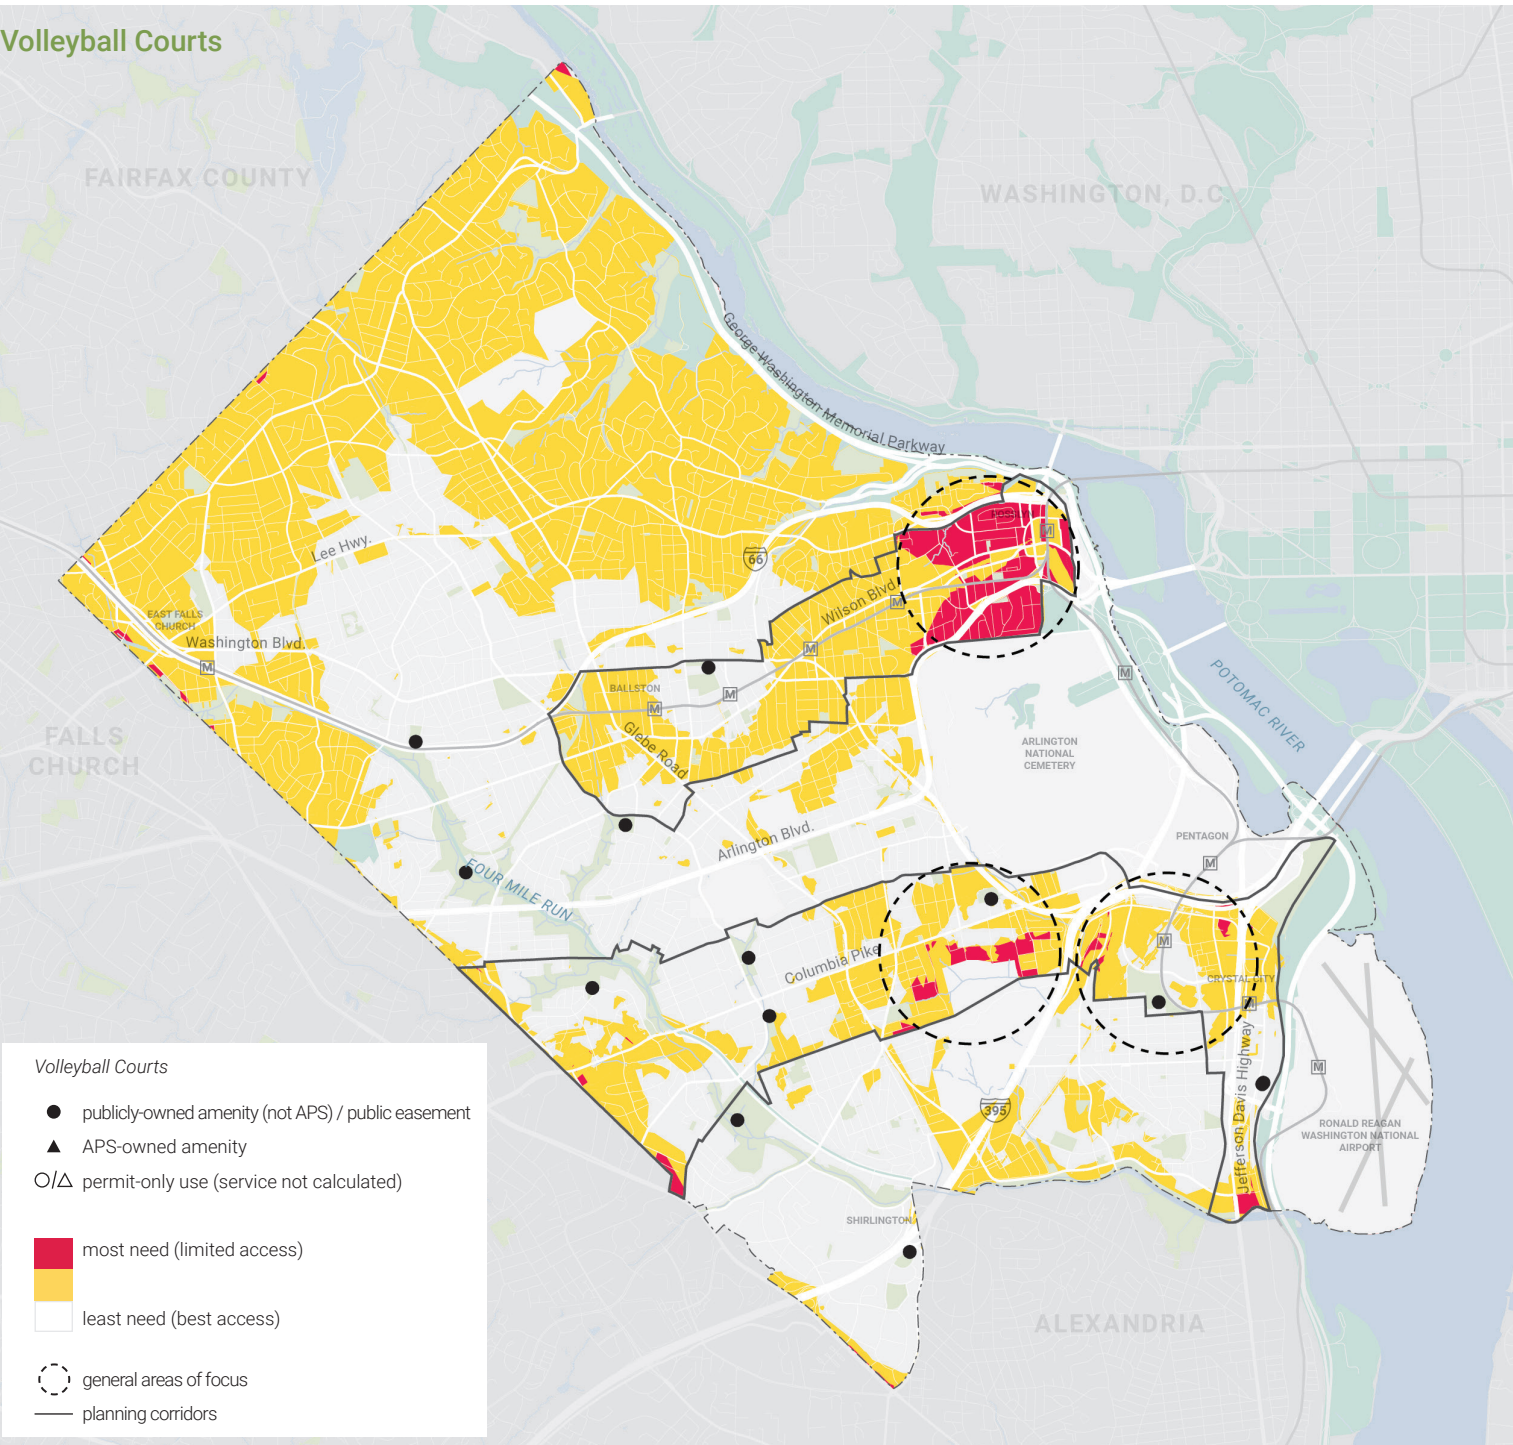 Volleyball Courts
FAIRFAX COUNTY
WASHINGTON, D.C.
George Washington Memorial Parkway
Lee Hwy.
66
ROSSLYN
M
Wilson Blvd.
M
EAST FALLS
CHURCH
Washington Blvd.
M
M
BALLSTON
M
M
Glebe Road
M
POTOMAC RIVER
FALLS
CHURCH
ARLINGTON
NATIONAL
CEMETERY
Arlington Blvd.
PENTAGON
M
FOUR MILE RUN
Columbia Pike
M
CRYSTAL CITY
M
Jefferson Davis Highway
M
395
RONALD REAGAN
WASHINGTON NATIONAL
AIRPORT
SHIRLINGTON
ALEXANDRIA
Volleyball Courts
publicly-owned amenity (not APS) / public easement
APS-owned amenity
permit-only use (service not calculated)
most need (limited access)
least need (best access)
general areas of focus
planning corridors